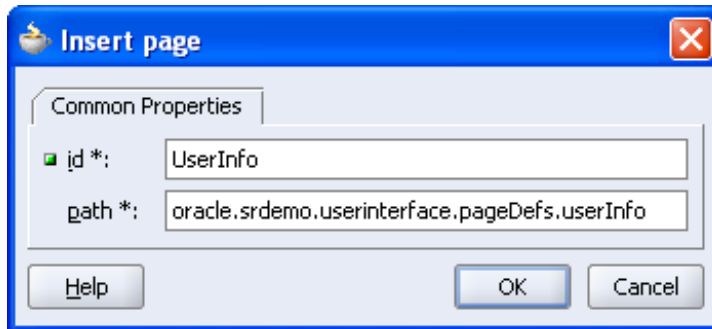 Insert page
Common Properties
id *: UserInfo
path *: oracle.srdemo.userinterface.pageDefs.userInfo
Help OK Cancel